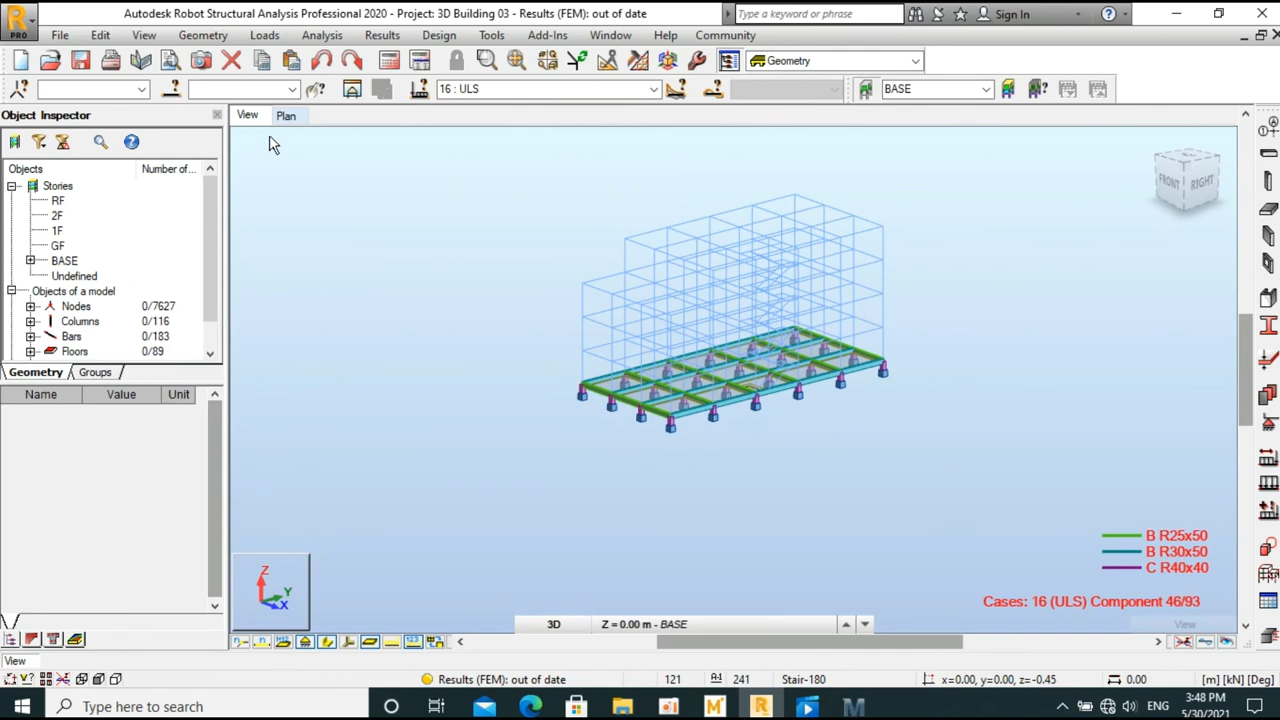 Autodesk Robot Structural Analysis Professional 2020 - Project: 3D Building 03 - Results (FEM): out of date
Type a keyword or phrase
Sign In
PRO
File Edit View Geometry Loads Analysis Results Design Tools Add-Ins Window Help Community
Geometry
16 : ULS
BASE
Object Inspector
View Plan
Objects Number of...
Stories
RF
2F
1F
GF
BASE
Undefined
Objects of a model
Nodes 0/7627
Columns 0/116
Bars 0/183
Floors 0/89
Geometry Groups
Name Value Unit
FRONT RIGHT
B R25x50
B R30x50
C R40x40
Cases: 16 (ULS) Component 46/93
Z
Y
X
3D Z = 0.00 m - BASE
View
View
Results (FEM): out of date 121 241 Stair-180 x=0.00, y=0.00, z=-0.45 0.00 [m] [kN] [Deg]
Type here to search
ENG
3:48 PM
5/30/2021